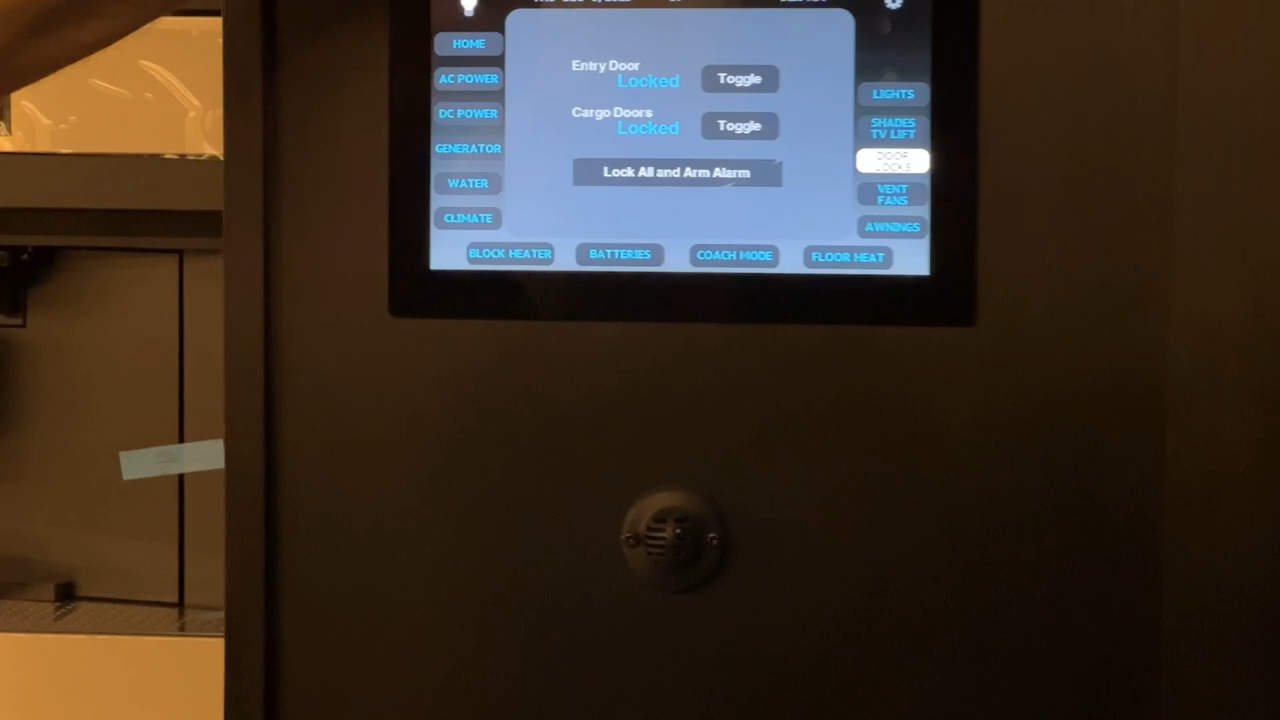 HOME
AC POWER
DC POWER
GENERATOR
WATER
CLIMATE
Entry Door
Locked
Toggle
Cargo Doors
Locked
Toggle
Lock All and Arm Alarm
LIGHTS
SHADES
TV LIFT
DOOR
LOCKS
VENT
FANS
AWNINGS
BLOCK HEATER
BATTERIES
COACH MODE
FLOOR HEAT